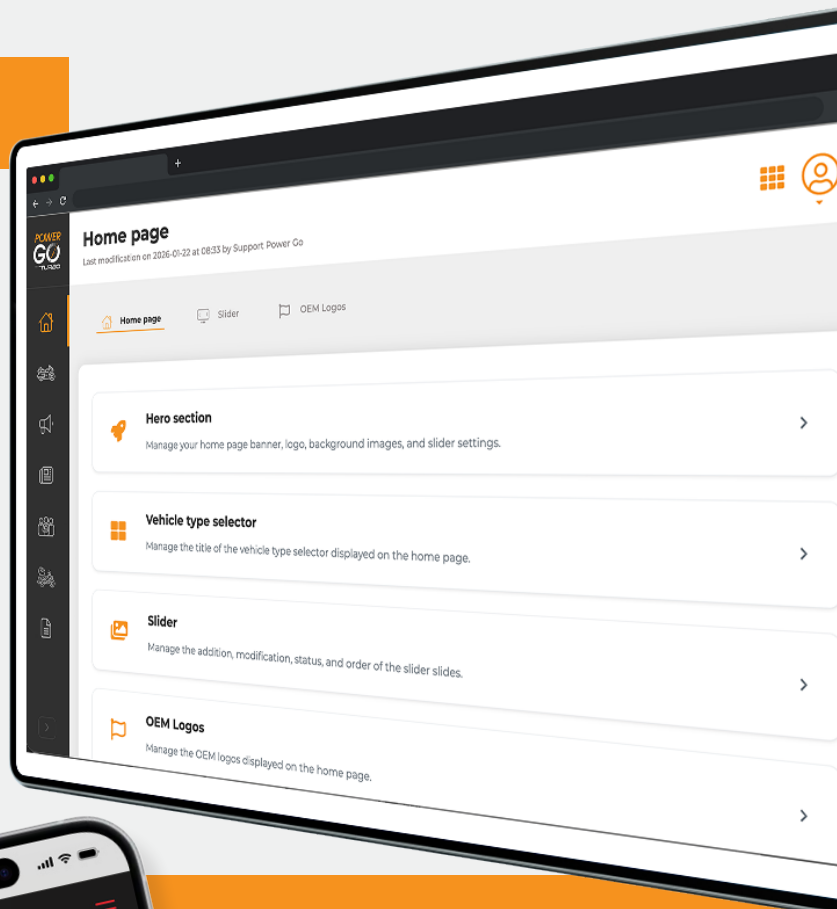 POWER
GO
TURBO
Home page
Last modification on 2026-01-22 at 08:33 by Support Power Go
Home page
Slider
OEM Logos
Hero section
Manage your home page banner, logo, background images, and slider settings.
Vehicle type selector
Manage the title of the vehicle type selector displayed on the home page.
Slider
Manage the addition, modification, status, and order of the slider slides.
OEM Logos
Manage the OEM logos displayed on the home page.